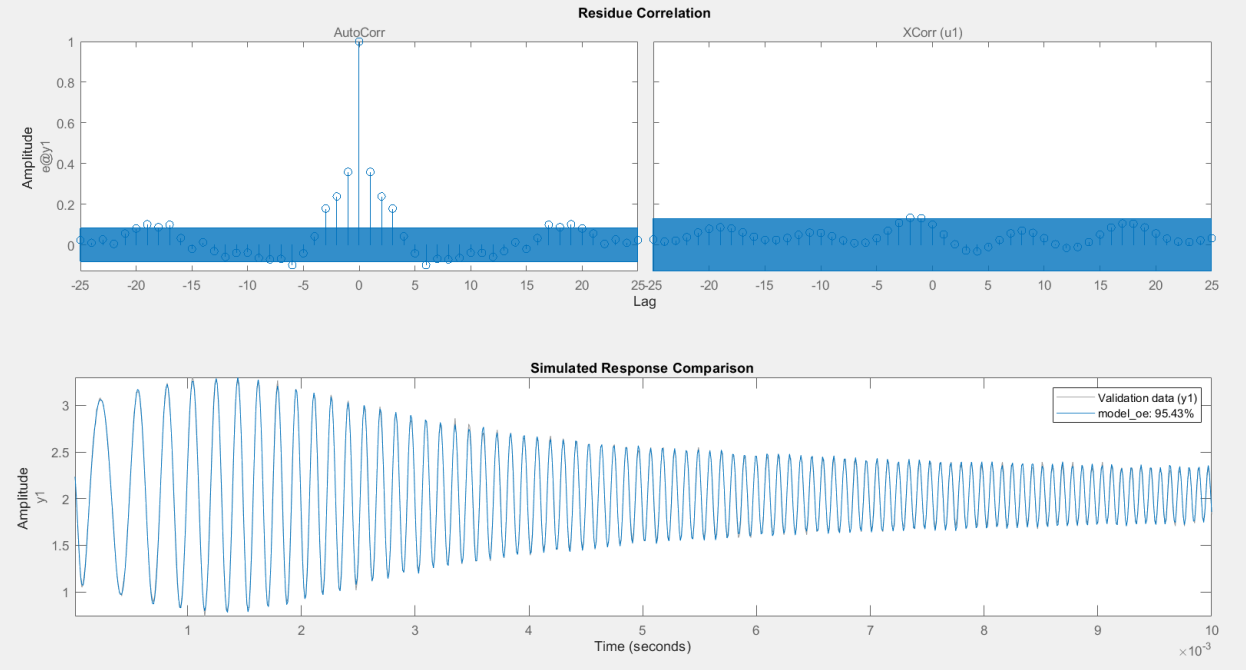 Residue Correlation
AutoCorr
XCorr (u1)
1
0.8
0.6
0.4
0.2
0
Amplitude
e@y1
-25 -20 -15 -10 -5 0 5 10 15 20 25
-25 -20 -15 -10 -5 0 5 10 15 20 25
Lag
Simulated Response Comparison
3
2.5
2
1.5
1
Amplitude
y1
Validation data (y1)
model_oe: 95.43%
1 2 3 4 5 6 7 8 9 10
Time (seconds)
×10⁻³